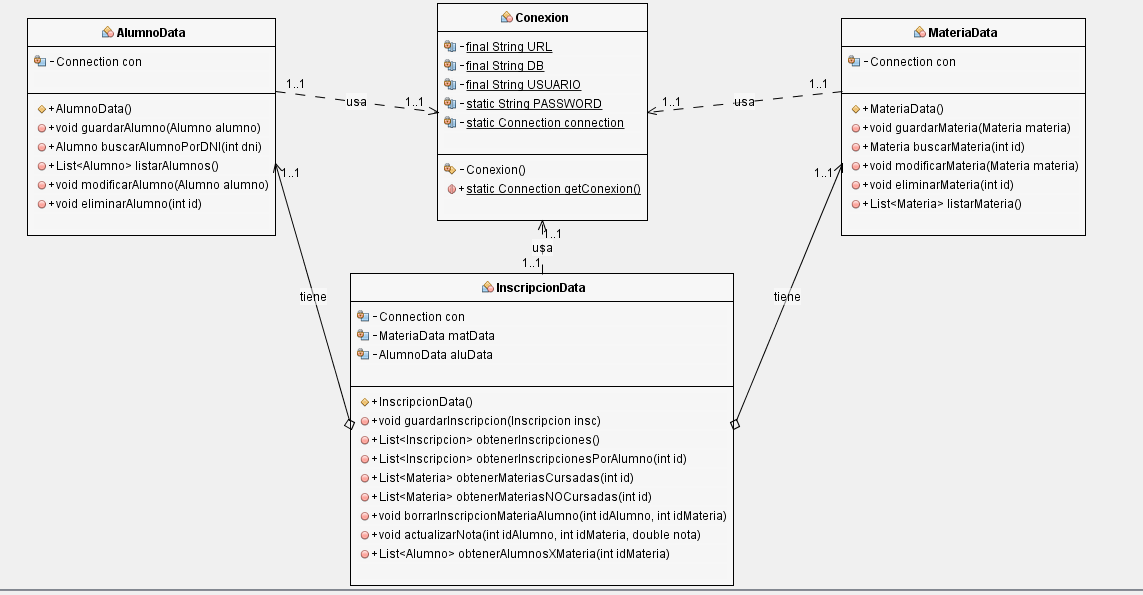 AlumnoData
-Connection con
+AlumnoData()
+void guardarAlumno(Alumno alumno)
+Alumno buscarAlumnoPorDNI(int dni)
+List<Alumno> listarAlumnos()
+void modificarAlumno(Alumno alumno)
+void eliminarAlumno(int id)
1..1
usa
1..1
Conexion
-final String URL
-final String DB
-final String USUARIO
-static String PASSWORD
-static Connection connection
-Conexion()
+static Connection getConexion()
1..1
usa
1..1
MateriaData
-Connection con
+MateriaData()
+void guardarMateria(Materia materia)
+Materia buscarMateria(int id)
+void modificarMateria(Materia materia)
+void eliminarMateria(int id)
+List<Materia> listarMateria()
1..1
tiene
1..1
usa
1..1
1..1
tiene
InscripcionData
-Connection con
-MateriaData matData
-AlumnoData aluData
+InscripcionData()
+void guardarInscripcion(Inscripcion insc)
+List<Inscripcion> obtenerInscripciones()
+List<Inscripcion> obtenerInscripcionesPorAlumno(int id)
+List<Materia> obtenerMateriasCursadas(int id)
+List<Materia> obtenerMateriasNOCursadas(int id)
+void borrarInscripcionMateriaAlumno(int idAlumno, int idMateria)
+void actualizarNota(int idAlumno, int idMateria, double nota)
+List<Alumno> obtenerAlumnosXMateria(int idMateria)